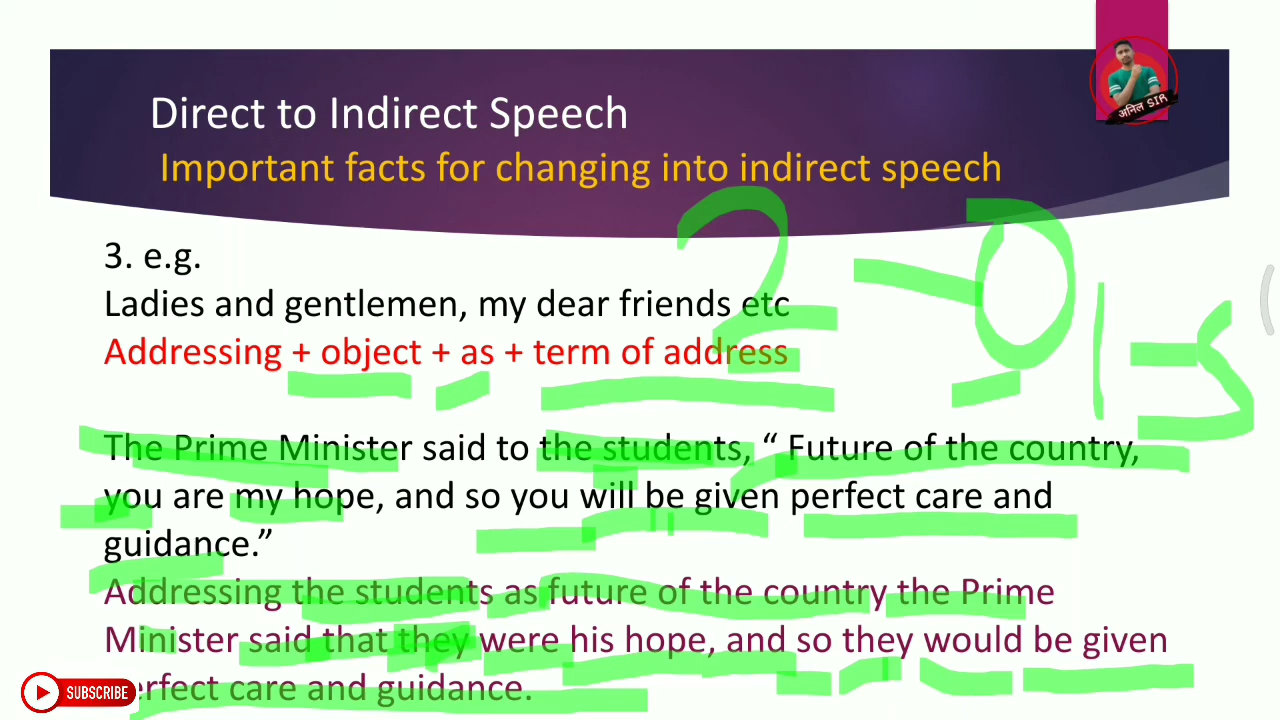 अनिल SIR
Direct to Indirect Speech
Important facts for changing into indirect speech
3. e.g.
Ladies and gentlemen, my dear friends etc
Addressing + object + as + term of address
2 - O | - S
The Prime Minister said to the students, “ Future of the country,
you are my hope, and so you will be given perfect care and
guidance.”
Addressing the students as future of the country the Prime
Minister said that they were his hope, and so they would be given
perfect care and guidance.
SUBSCRIBE